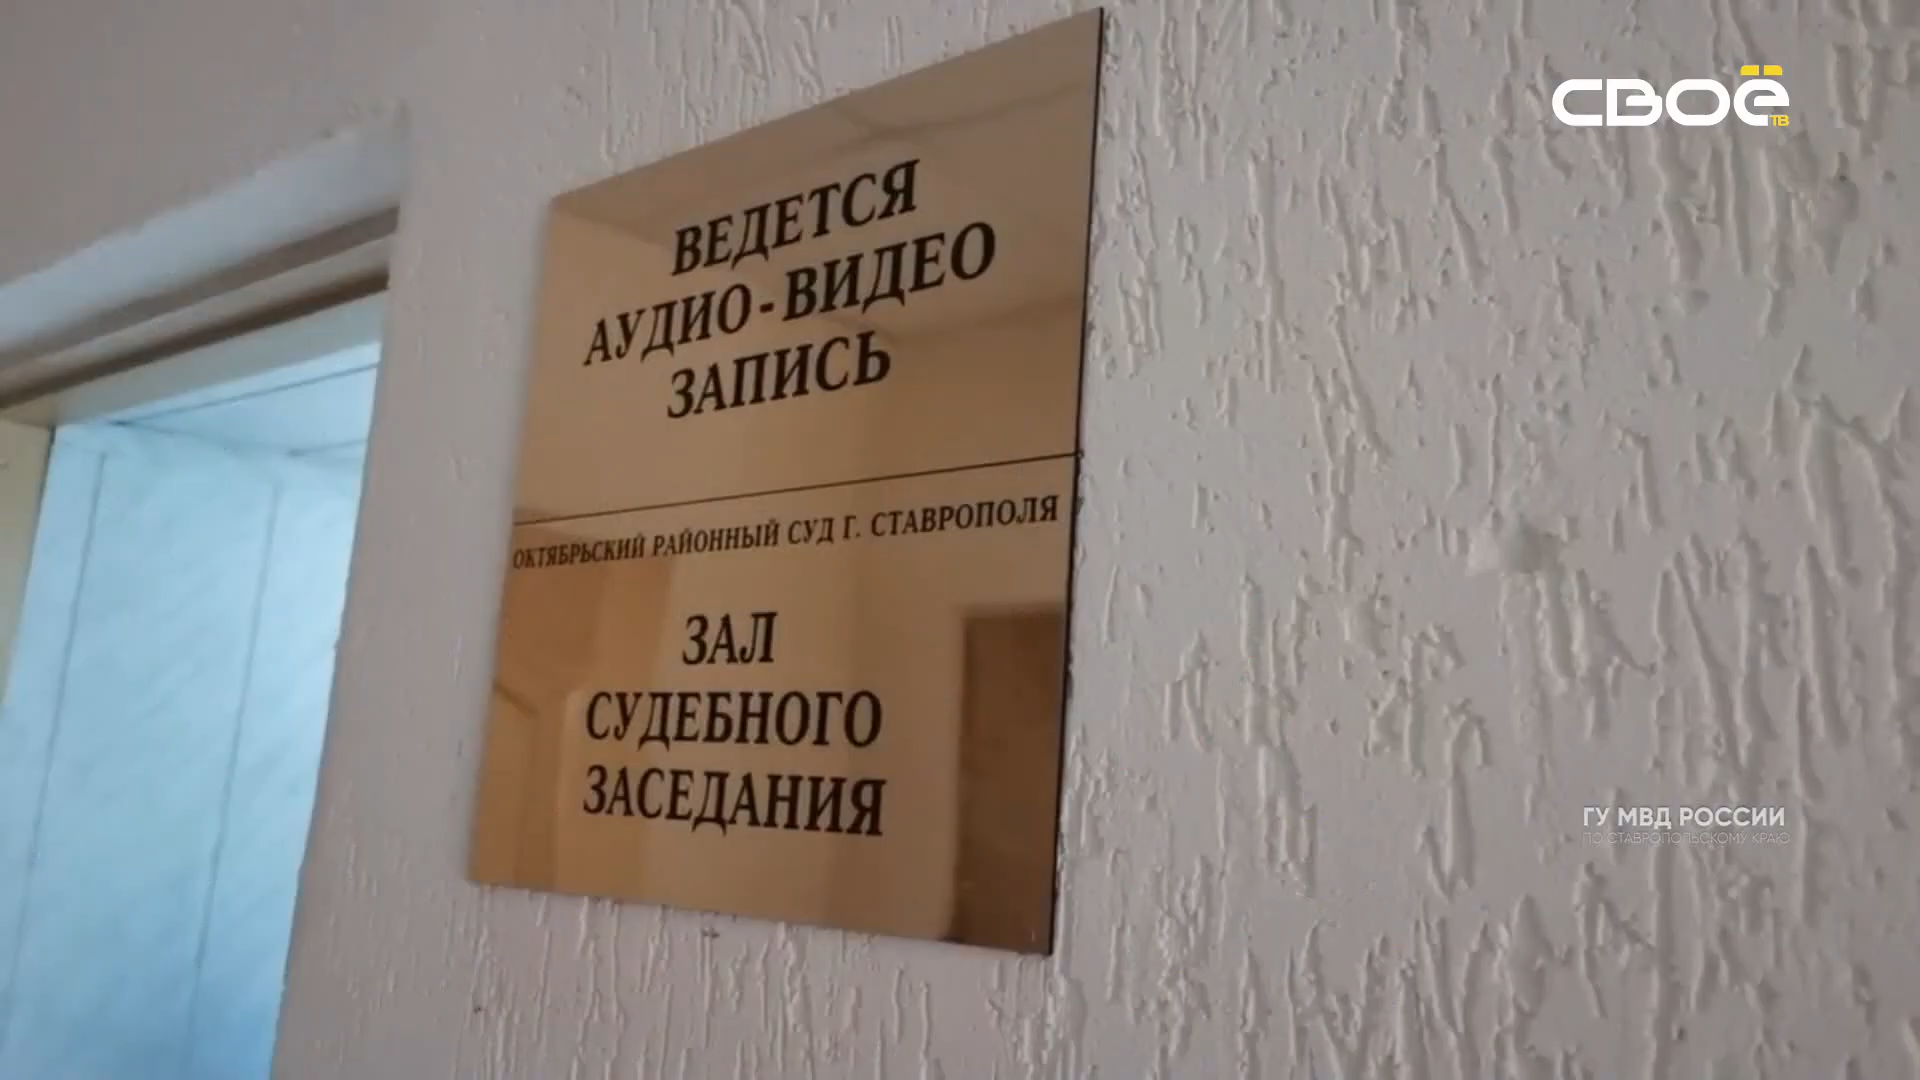 СВОЁ
ТВ
ВЕДЕТСЯ
АУДИО-ВИДЕО
ЗАПИСЬ
ОКТЯБРЬСКИЙ РАЙОННЫЙ СУД Г. СТАВРОПОЛЯ
ЗАЛ
СУДЕБНОГО
ЗАСЕДАНИЯ
ГУ МВД РОССИИ
ПО СТАВРОПОЛЬСКОМУ КРАЮ